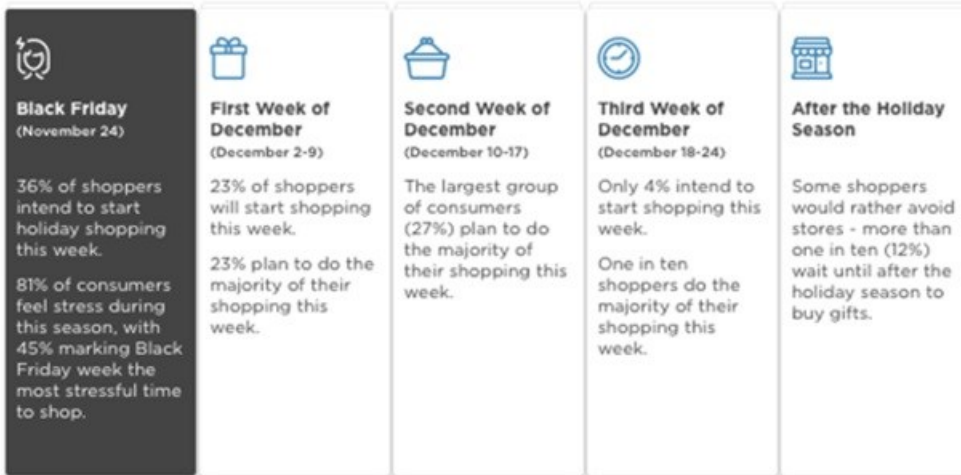 Black Friday
(November 24)
36% of shoppers
intend to start
holiday shopping
this week.
81% of consumers
feel stress during
this season, with
45% marking Black
Friday week the
most stressful time
to shop.
First Week of
December
(December 2-9)
23% of shoppers
will start shopping
this week.
23% plan to do the
majority of their
shopping this
week.
Second Week of
December
(December 10-17)
The largest group
of consumers
(27%) plan to do
the majority of
their shopping this
week.
Third Week of
December
(December 18-24)
Only 4% intend to
start shopping this
week.
One in ten
shoppers do the
majority of their
shopping this
week.
After the Holiday
Season
Some shoppers
would rather avoid
stores - more than
one in ten (12%)
wait until after the
holiday season to
buy gifts.